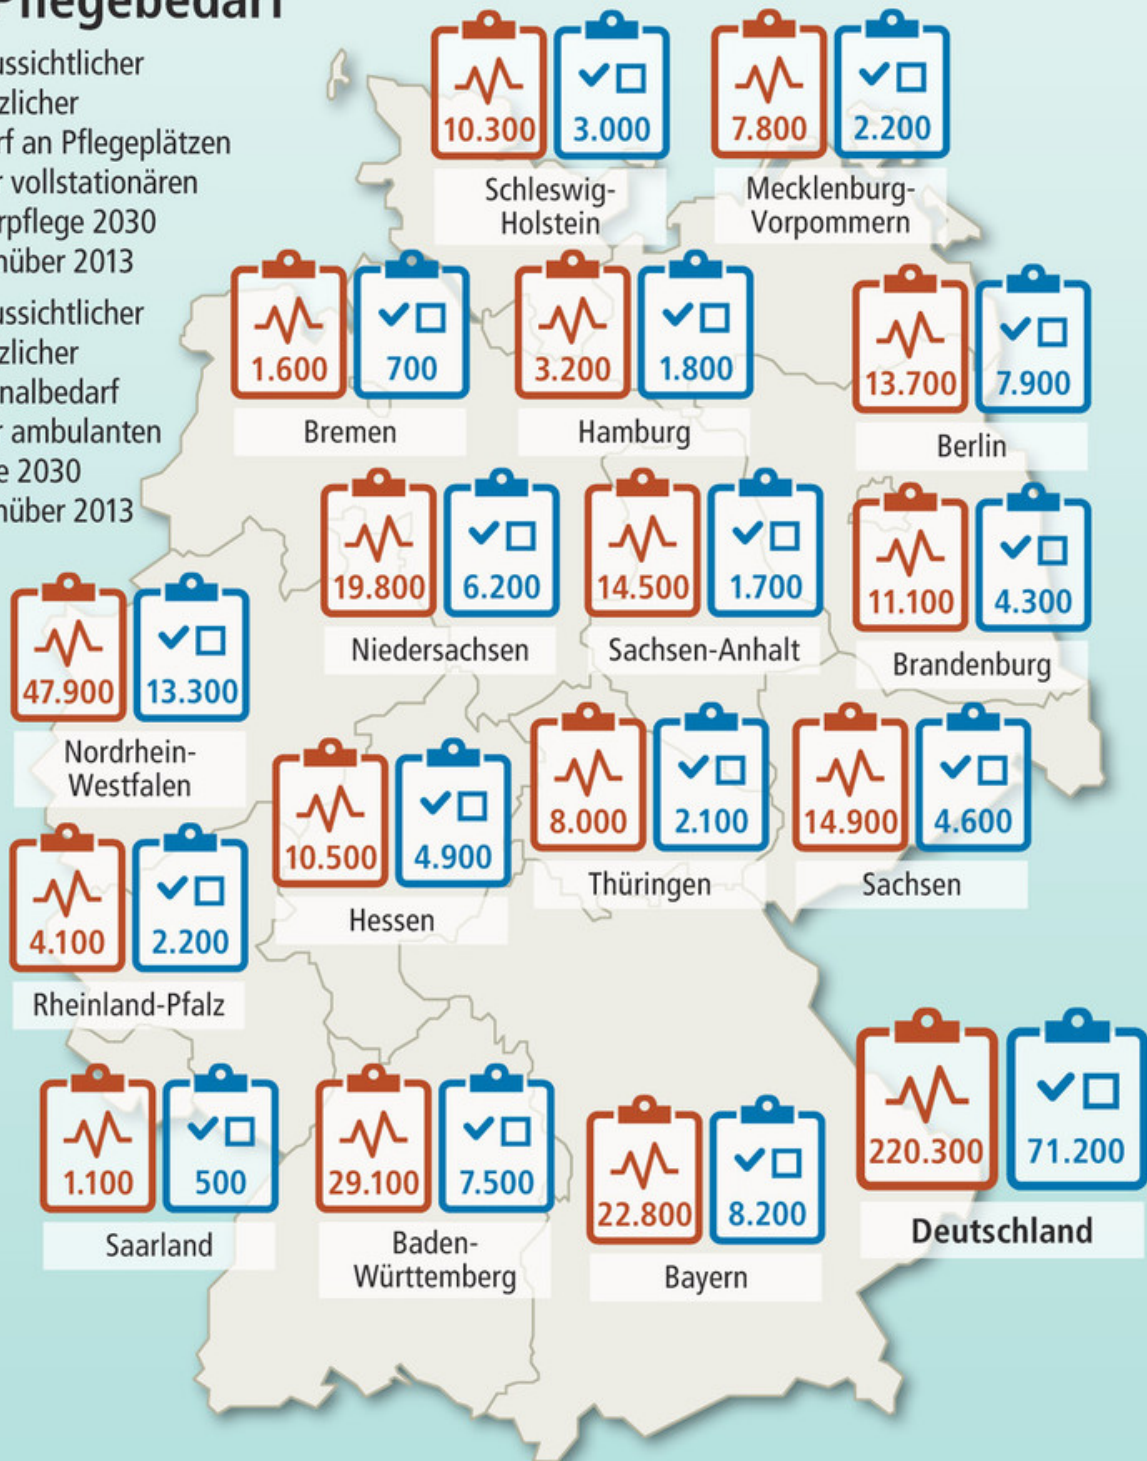 Pflegebedarf
ussichtlicher
zlicher
rf an Pflegeplätzen
r vollstationären
rpflege 2030
nüber 2013
ussichtlicher
zlicher
nalbedarf
r ambulanten
e 2030
nüber 2013
10.300 3.000
Schleswig-
Holstein
7.800 2.200
Mecklenburg-
Vorpommern
1.600 700
Bremen
3.200 1.800
Hamburg
13.700 7.900
Berlin
19.800 6.200
Niedersachsen
14.500 1.700
Sachsen-Anhalt
11.100 4.300
Brandenburg
47.900 13.300
Nordrhein-
Westfalen
10.500 4.900
Hessen
8.000 2.100
Thüringen
14.900 4.600
Sachsen
4.100 2.200
Rheinland-Pfalz
1.100 500
Saarland
29.100 7.500
Baden-
Württemberg
22.800 8.200
Bayern
220.300 71.200
Deutschland